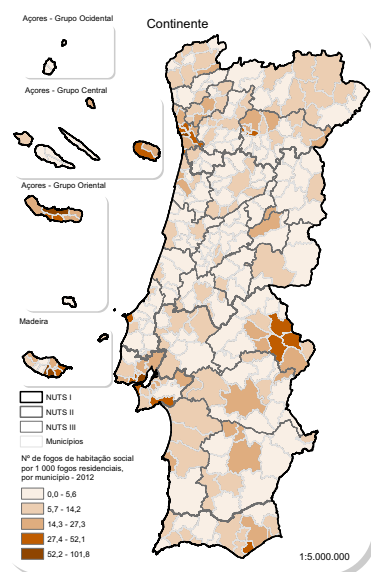 Açores - Grupo Ocidental
Continente
Açores - Grupo Central
Açores - Grupo Oriental
Madeira
NUTS I
NUTS II
NUTS III
Municípios
Nº de fogos de habitação social
por 1 000 fogos residenciais,
por município - 2012
0,0 - 5,6
5,7 - 14,2
14,3 - 27,3
27,4 - 52,1
52,2 - 101,8
1:5.000.000